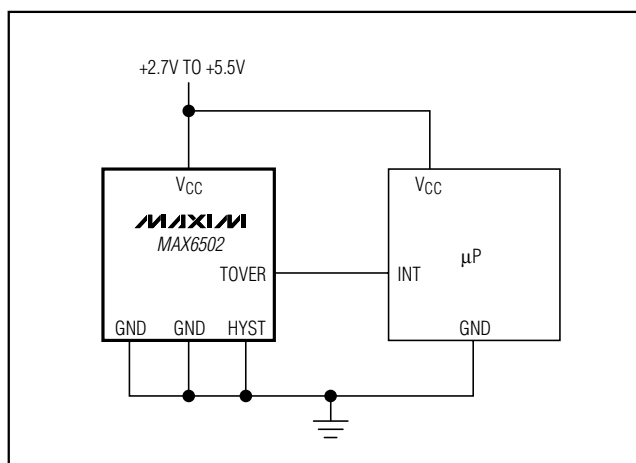 +2.7V TO +5.5V
VCC
VCC
MAXIM
MAX6502
µP
TOVER
INT
GND
GND
HYST
GND